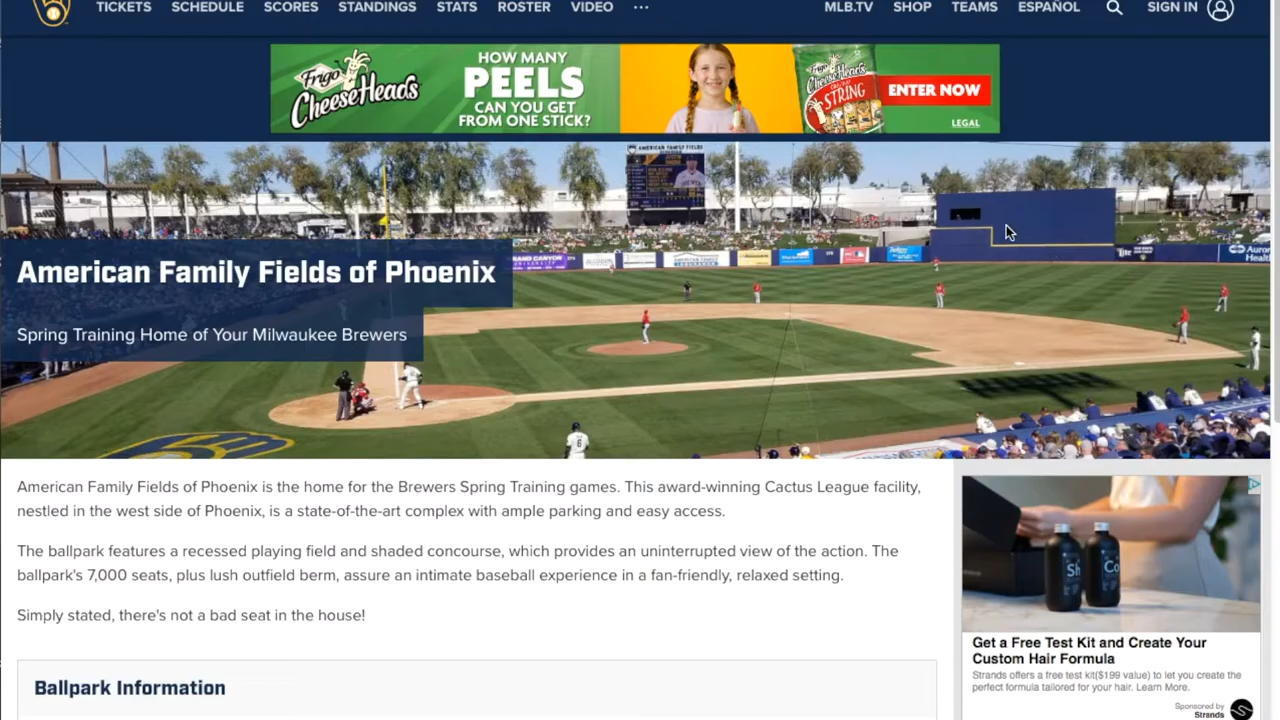 TICKETS SCHEDULE SCORES STANDINGS STATS ROSTER VIDEO ... MLB.TV SHOP TEAMS ESPAÑOL SIGN IN
Frigo
CheeseHeads
HOW MANY
PEELS
CAN YOU GET
FROM ONE STICK?
Frigo
CheeseHeads
STRING
ENTER NOW
LEGAL
AMERICAN FAMILY FIELDS
American Family Fields of Phoenix
Spring Training Home of Your Milwaukee Brewers
American Family Fields of Phoenix is the home for the Brewers Spring Training games. This award-winning Cactus League facility,
nestled in the west side of Phoenix, is a state-of-the-art complex with ample parking and easy access.
The ballpark features a recessed playing field and shaded concourse, which provides an uninterrupted view of the action. The
ballpark's 7,000 seats, plus lush outfield berm, assure an intimate baseball experience in a fan-friendly, relaxed setting.
Simply stated, there's not a bad seat in the house!
Ballpark Information
Sh
Co
Get a Free Test Kit and Create Your
Custom Hair Formula
Strands offers a free test kit($199 value) to let you create the
perfect formula tailored for your hair. Learn More.
Sponsored by
Strands